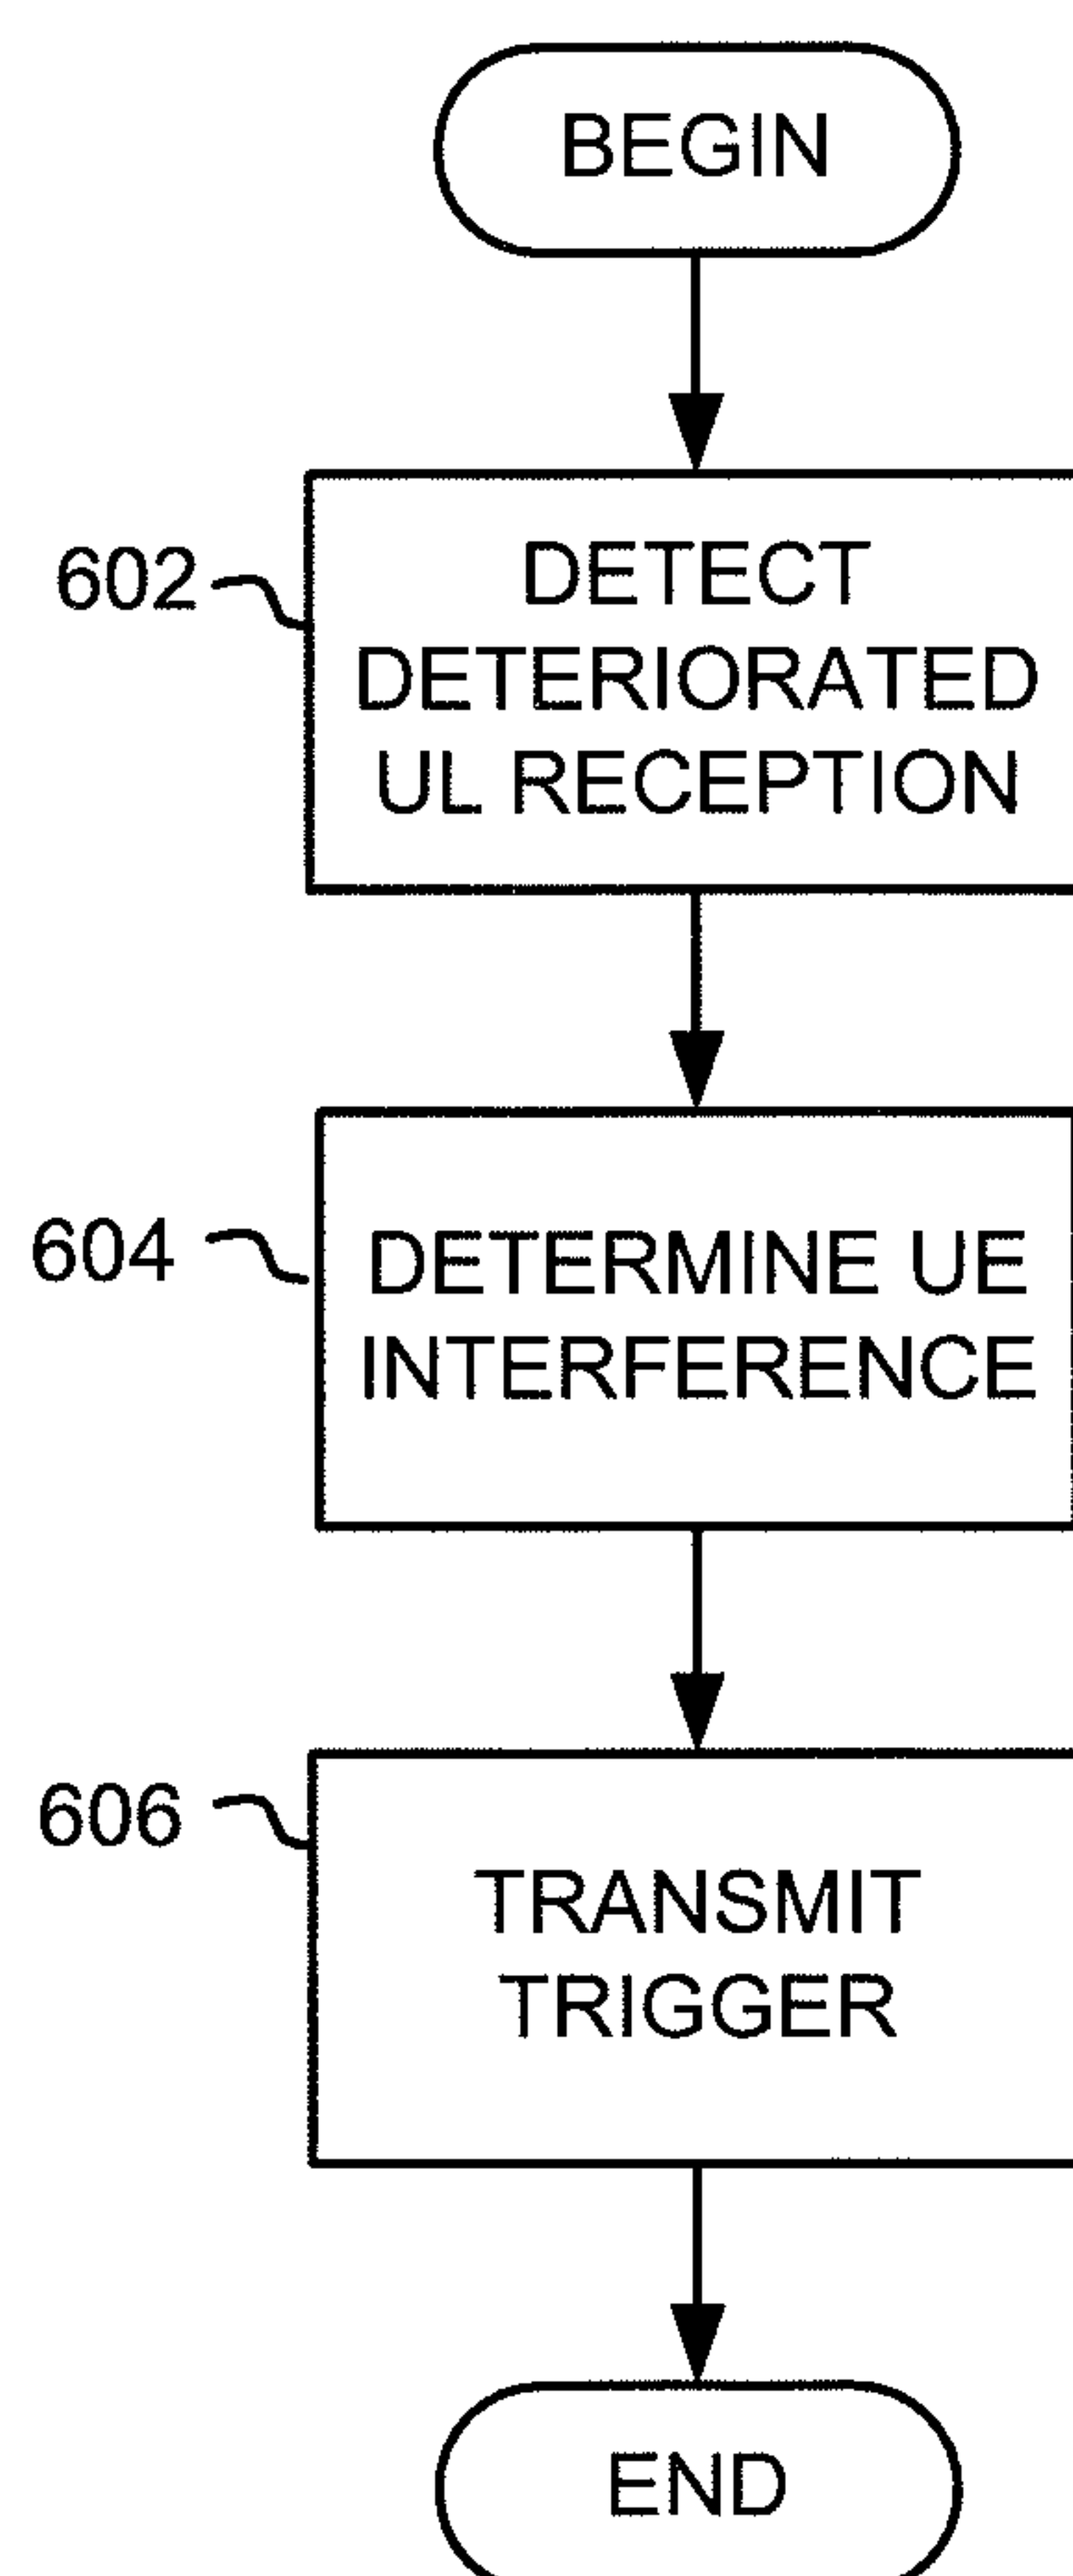 BEGIN
602
DETECT
DETERIORATED
UL RECEPTION
604
DETERMINE UE
INTERFERENCE
606
TRANSMIT
TRIGGER
END